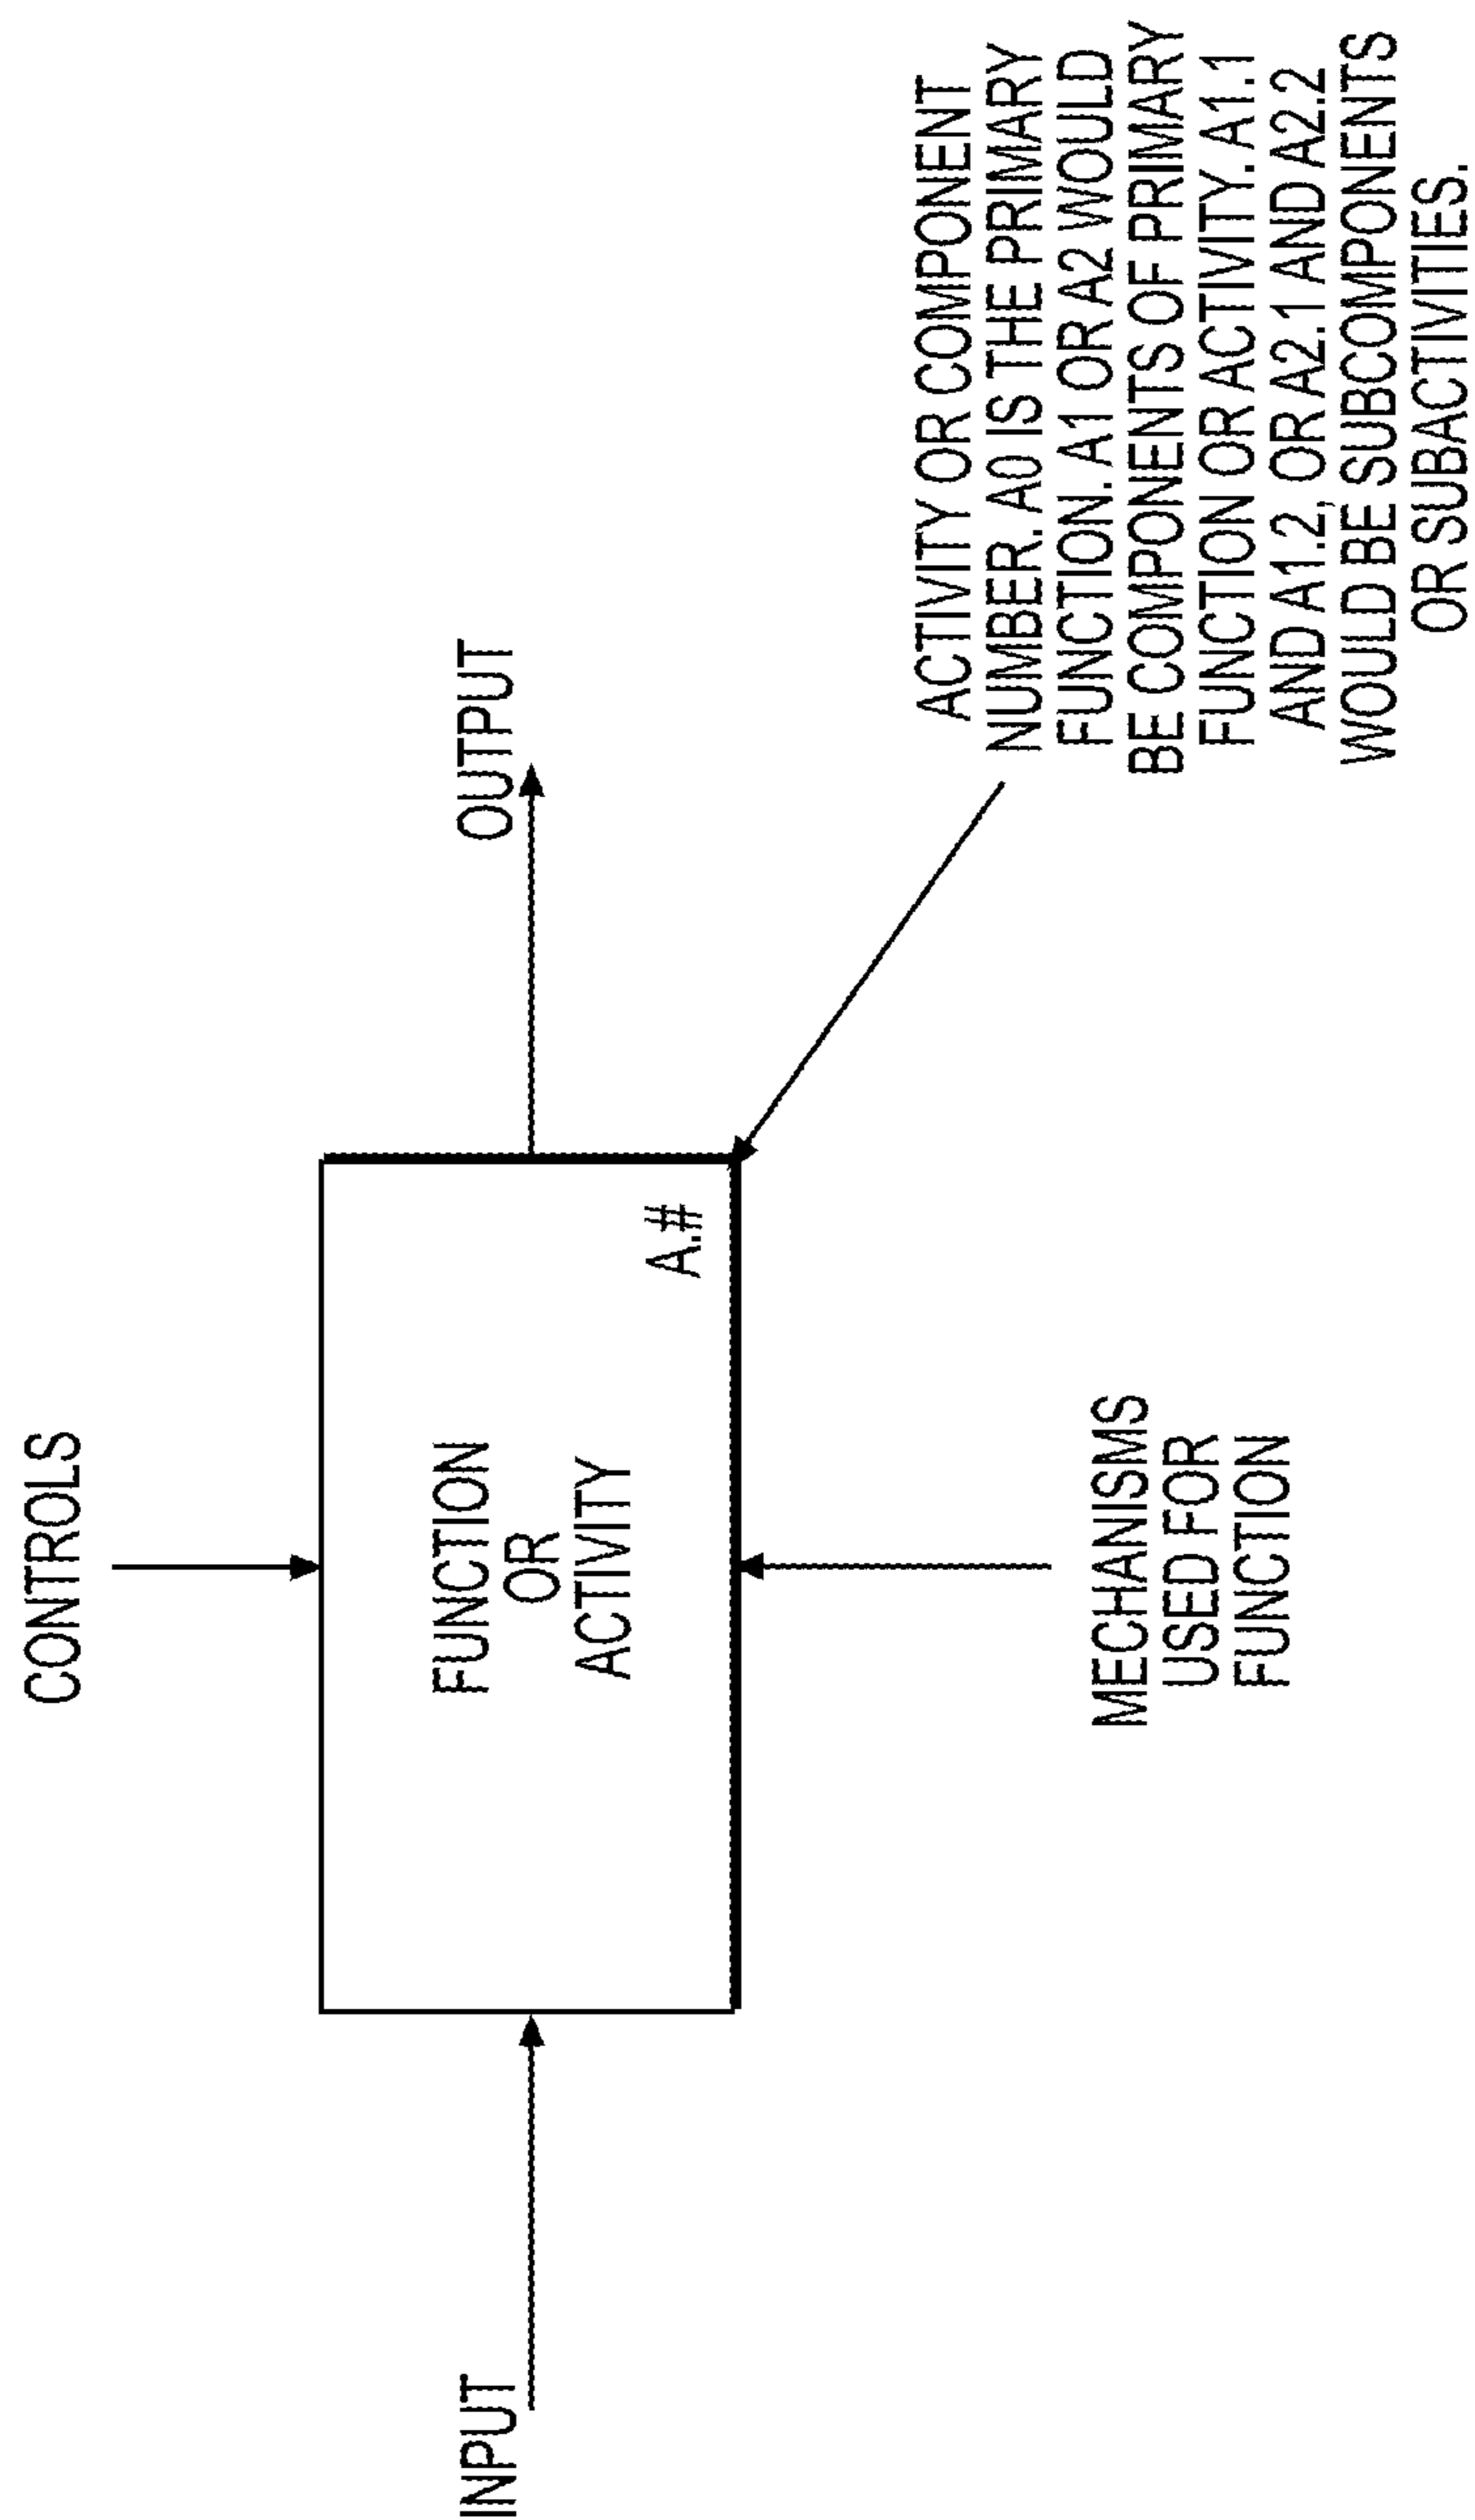 CONTROLS
INPUT
FUNCTION
OR
ACTIVITY
A.#
OUTPUT
MECHANISMS
USED FOR
FUNCTION
ACTIVITY OR COMPONENT
NUMBER. AO IS THE PRIMARY
FUNCTION. A1 OR A2 WOULD
BE COMPONENTS OF PRIMARY
FUNCTION OR ACTIVITY. A1.1
AND A1.2, OR A2.1 AND A2.2
WOULD BE SUBCOMPONENTS
OR SUBACTIVITIES.